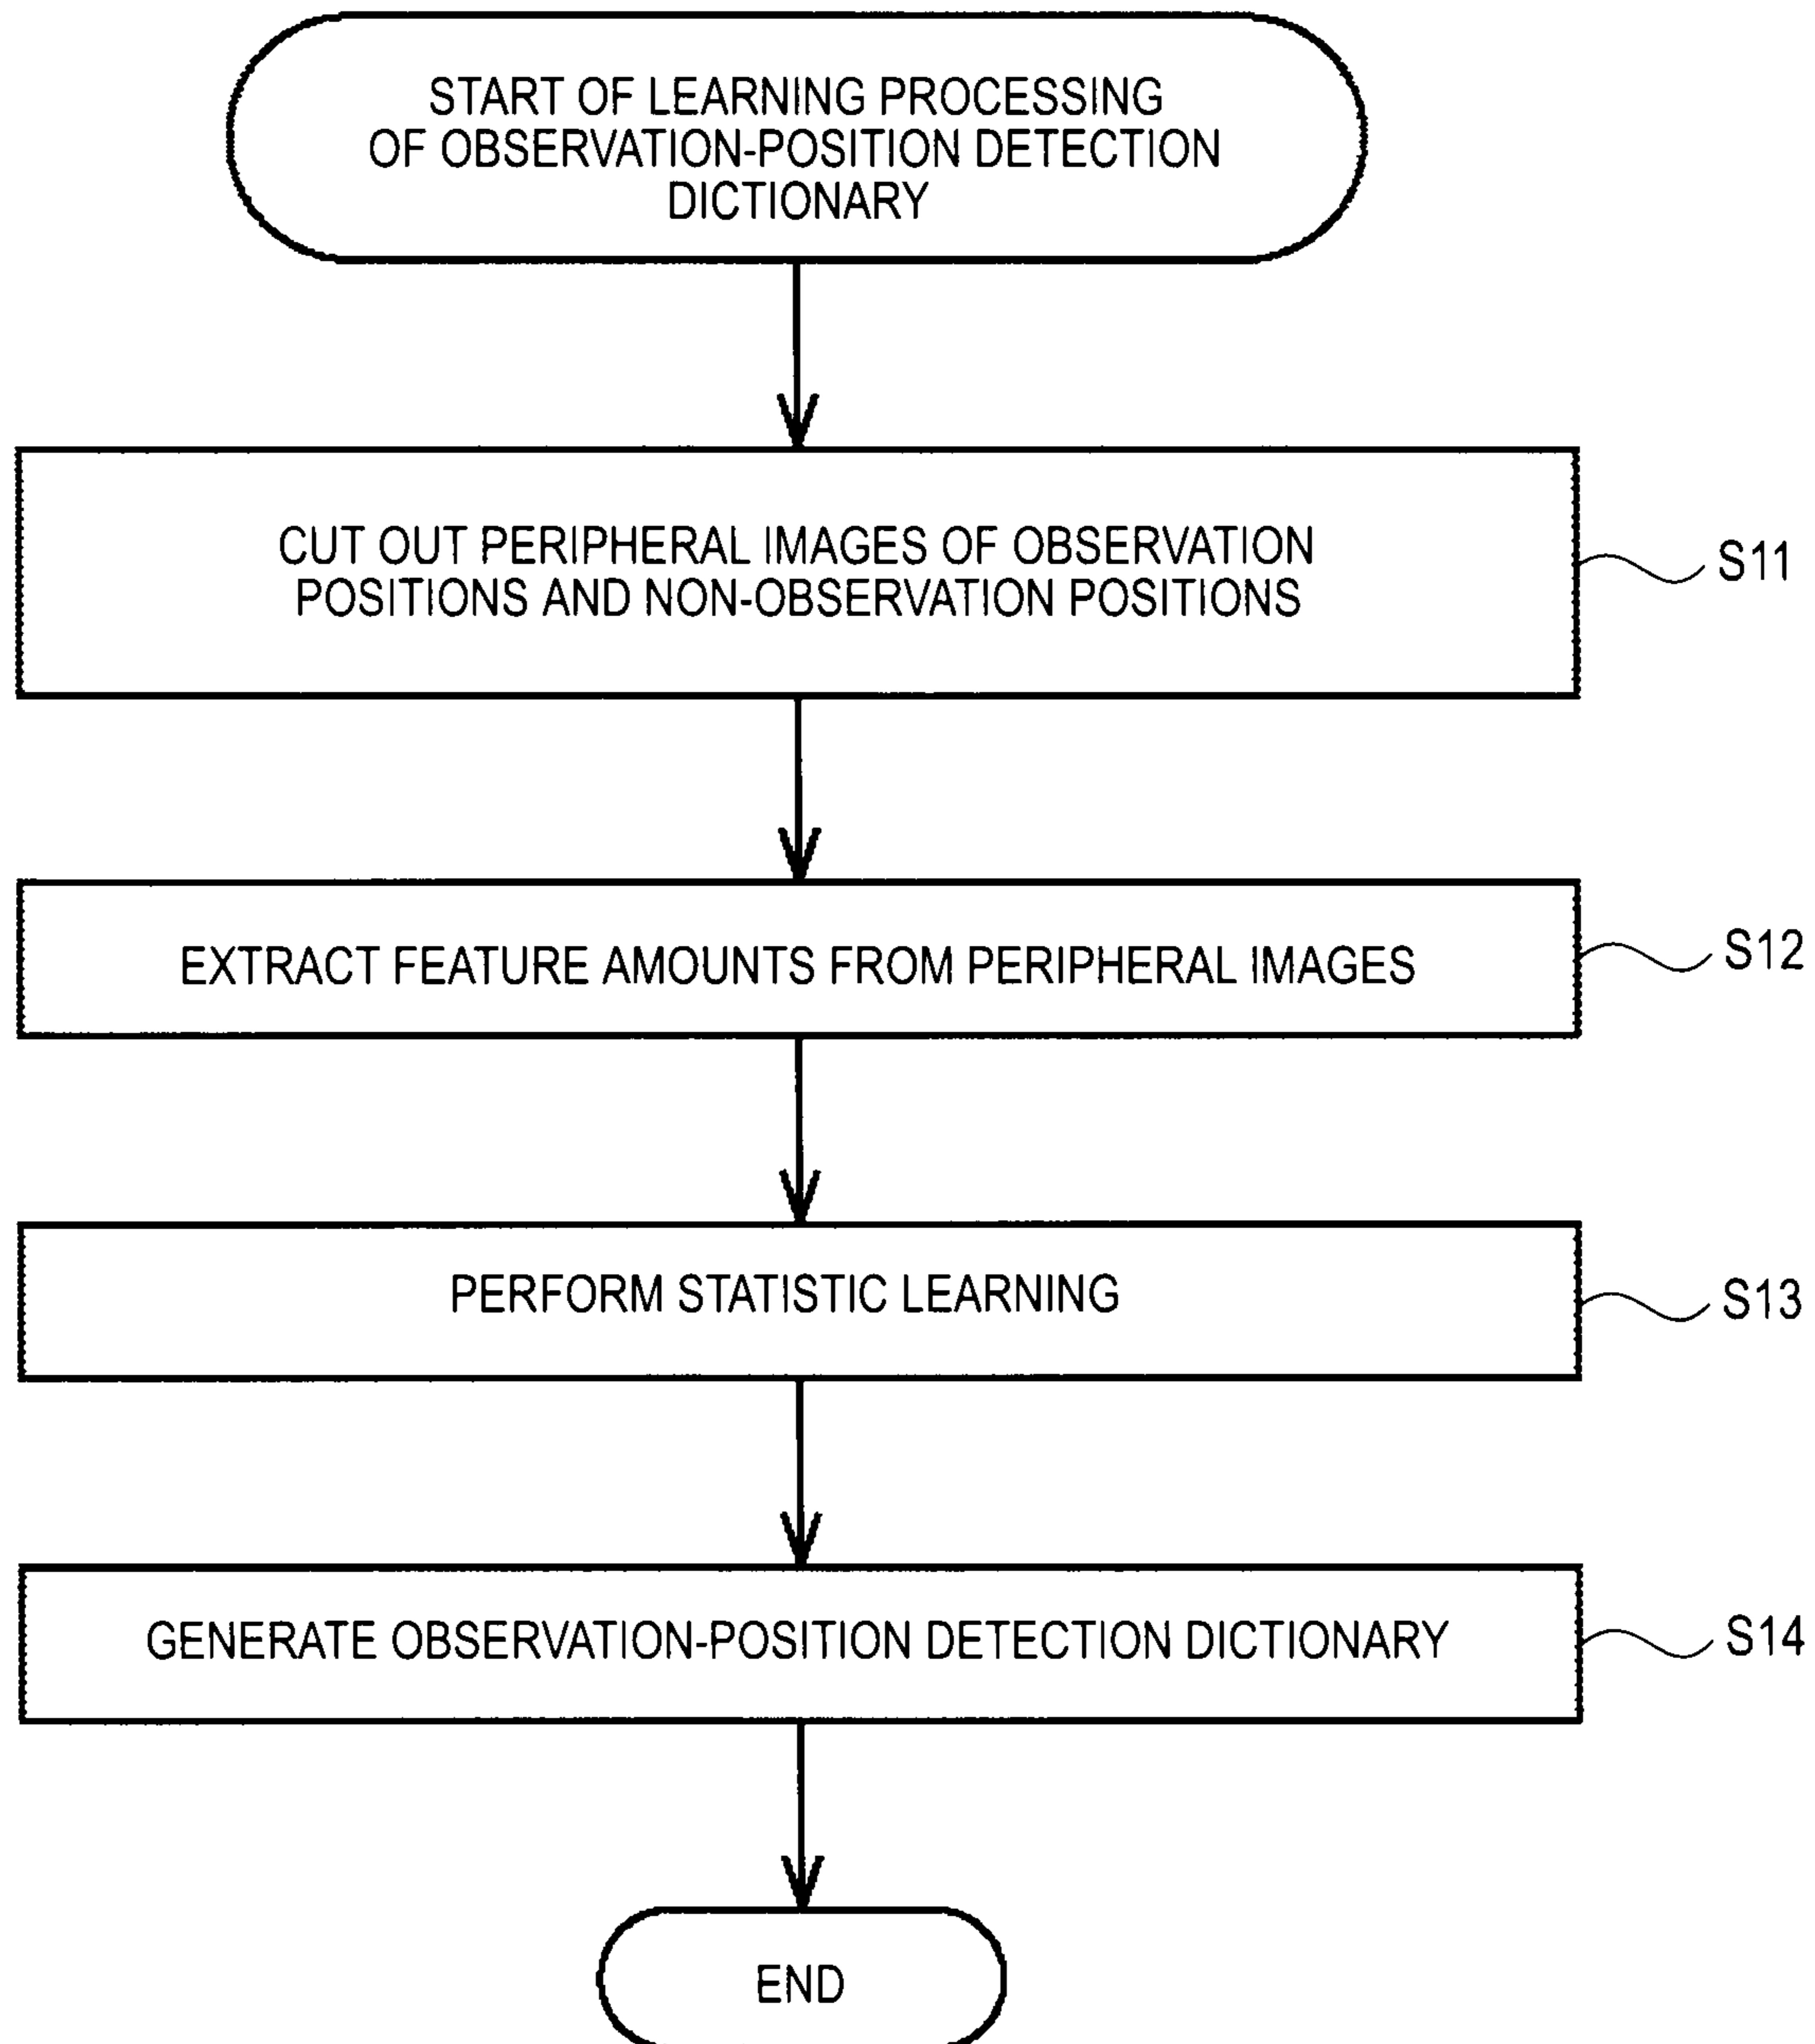 START OF LEARNING PROCESSING
OF OBSERVATION-POSITION DETECTION
DICTIONARY
CUT OUT PERIPHERAL IMAGES OF OBSERVATION
POSITIONS AND NON-OBSERVATION POSITIONS
S11
EXTRACT FEATURE AMOUNTS FROM PERIPHERAL IMAGES
S12
PERFORM STATISTIC LEARNING
S13
GENERATE OBSERVATION-POSITION DETECTION DICTIONARY
S14
END